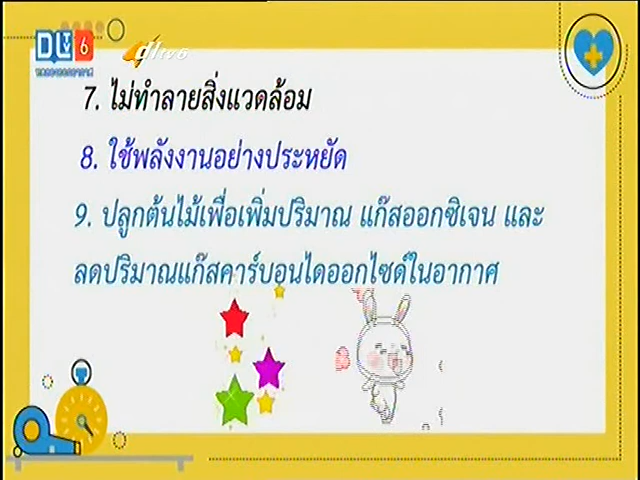 DLTV 6
dltv6
7. ไม่ทำลายสิ่งแวดล้อม
8. ใช้พลังงานอย่างประหยัด
9. ปลูกต้นไม้เพื่อเพิ่มปริมาณ แก๊สออกซิเจน และ
ลดปริมาณแก๊สคาร์บอนไดออกไซด์ในอากาศ